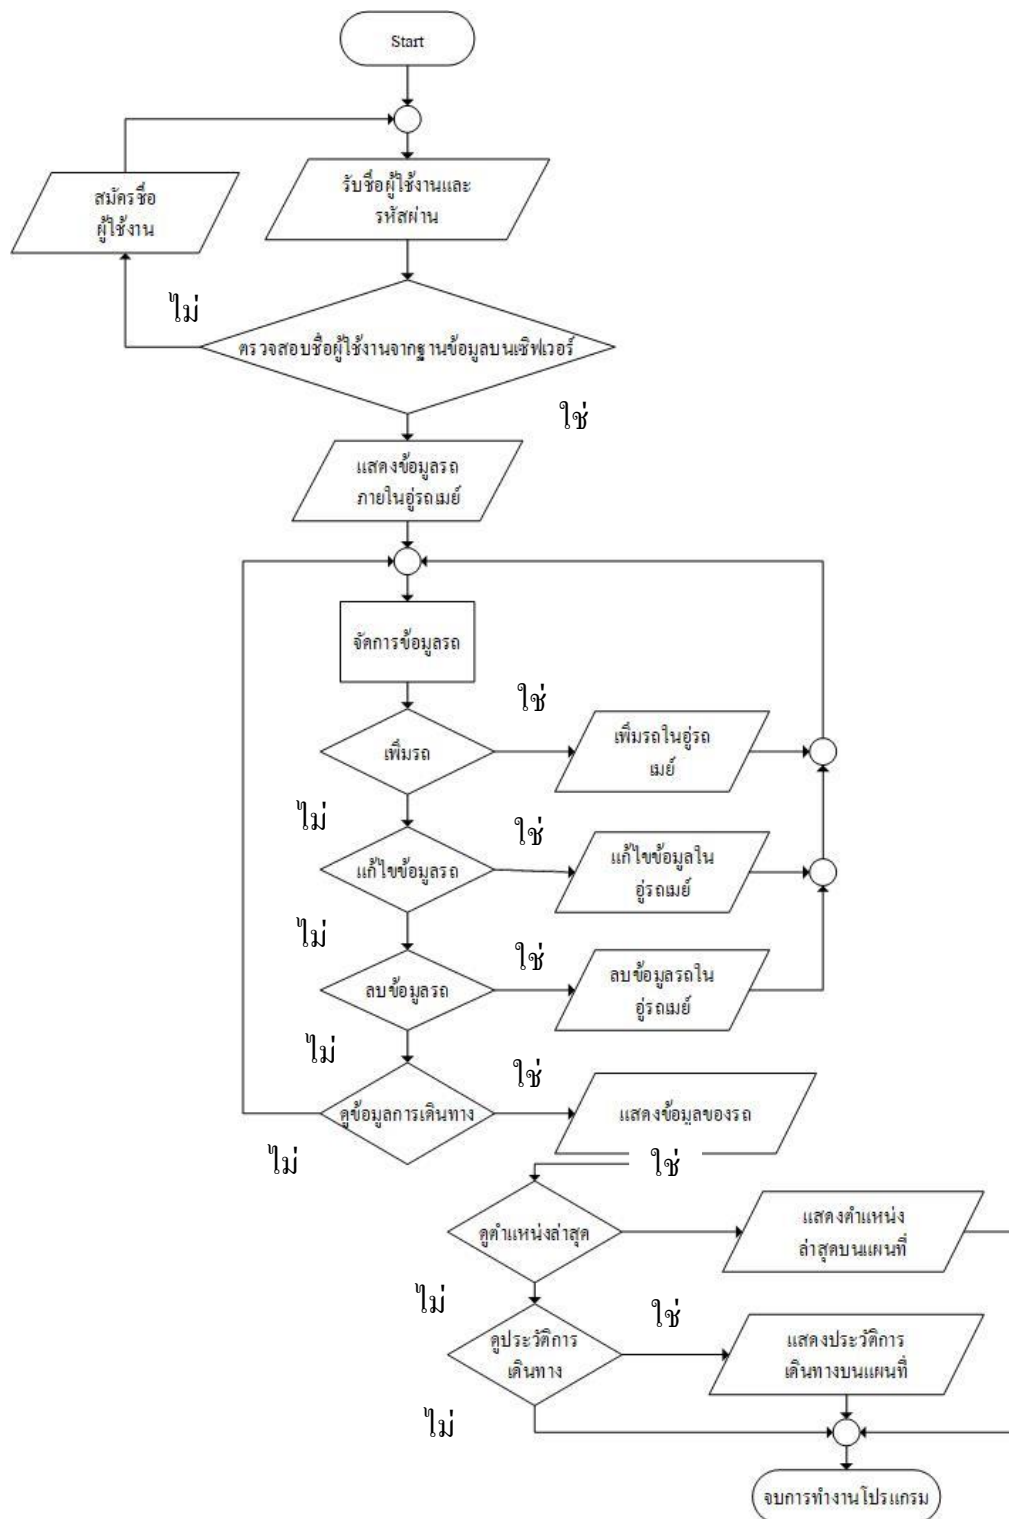 Start
รับชื่อผู้ใช้งานและ
รหัสผ่าน
สมัครชื่อ
ผู้ใช้งาน
ไม่
ตรวจสอบชื่อผู้ใช้งานจากฐานข้อมูลบนเซิฟเวอร์
ใช่
แสดงข้อมูลรถ
ภายในอู่รถเมย์
จัดการข้อมูลรถ
ใช่
เพิ่มรถ
เพิ่มรถในอู่รถ
เมย์
ไม่
ใช่
แก้ไขข้อมูลรถ
แก้ไขข้อมูลใน
อู่รถเมย์
ไม่
ใช่
ลบข้อมูลรถ
ลบข้อมูลรถใน
อู่รถเมย์
ไม่
ใช่
ดูข้อมูลการเดินทาง
แสดงข้อมูลของรถ
ไม่
ใช่
ดูตำแหน่งล่าสุด
แสดงตำแหน่ง
ล่าสุดบนแผนที่
ไม่
ใช่
ดูประวัติการ
เดินทาง
แสดงประวัติการ
เดินทางบนแผนที่
ไม่
จบการทำงานโปรแกรม